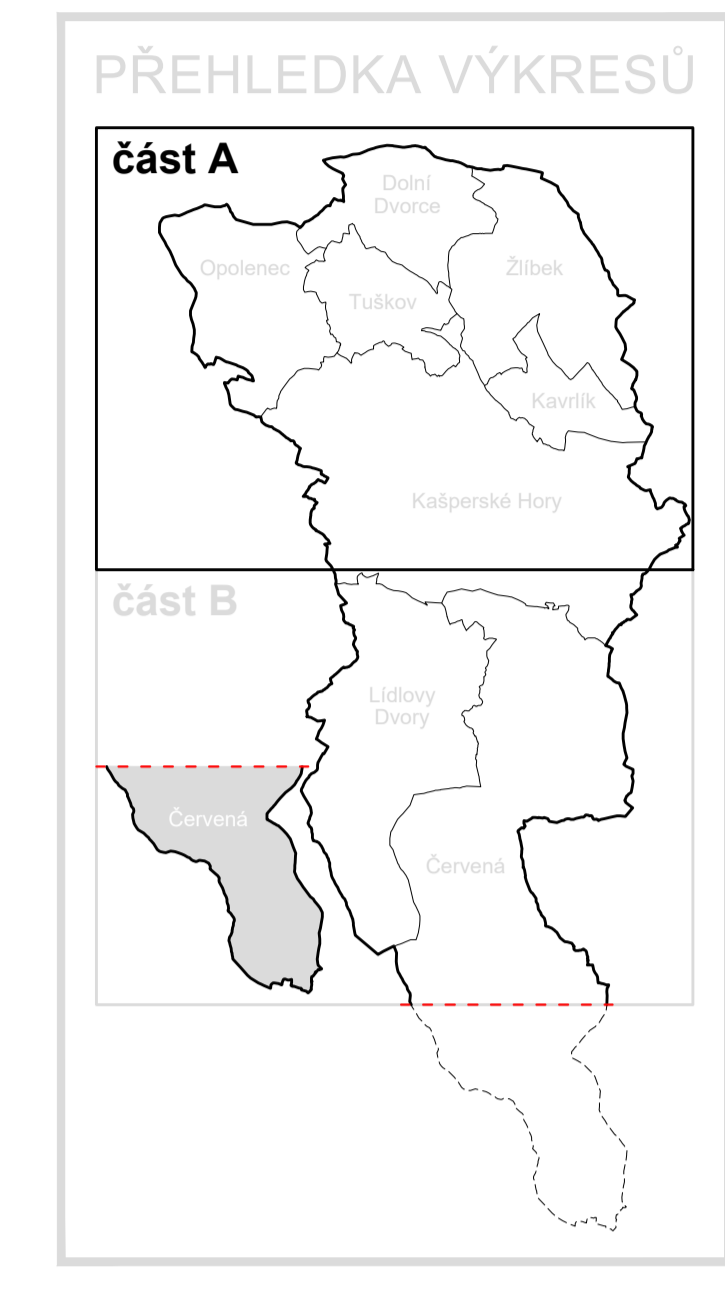 PŘEHLEDKA VÝKRESŮ
část A
Dolní
Dvorce
Opolenec
Žlíbek
Tuškov
Kavrlík
Kašperské Hory
část B
Lídlovy
Dvory
Červená
Červená